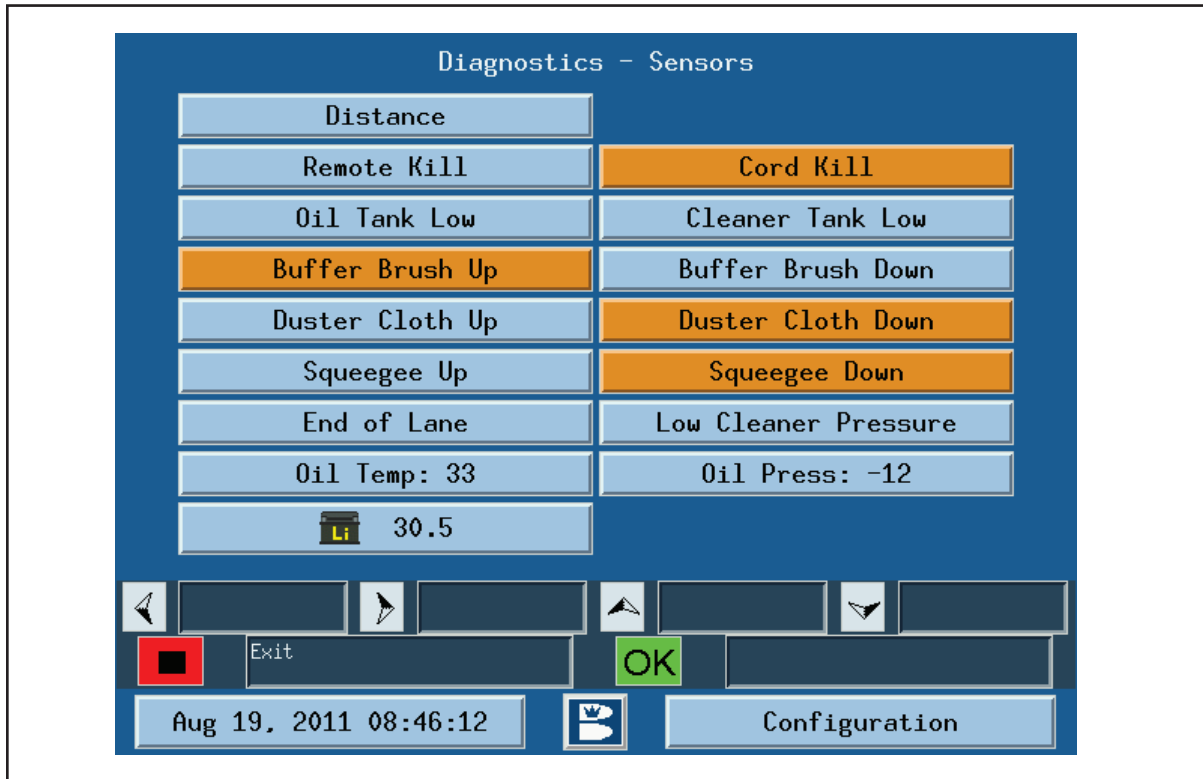 Diagnostics - Sensors
Distance
Remote Kill
Cord Kill
Oil Tank Low
Cleaner Tank Low
Buffer Brush Up
Buffer Brush Down
Duster Cloth Up
Duster Cloth Down
Squeegee Up
Squeegee Down
End of Lane
Low Cleaner Pressure
Oil Temp: 33
Oil Press: -12
Li 30.5
Exit
OK
Aug 19, 2011 08:46:12
Configuration